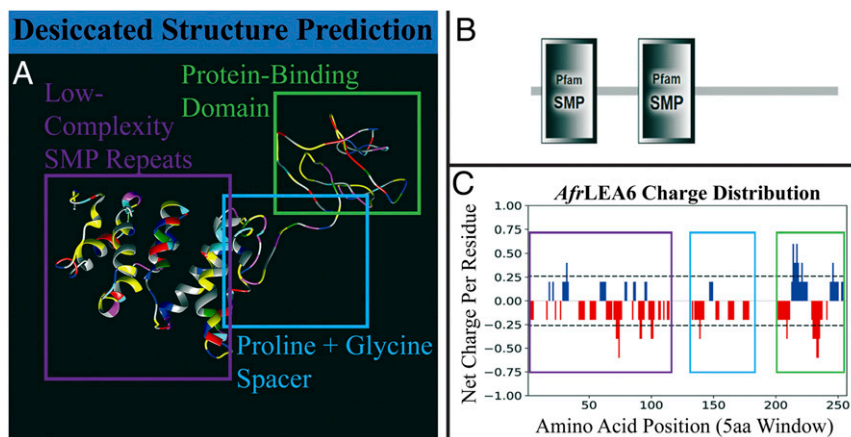 Desiccated Structure Prediction
A
Low-
Complexity
SMP Repeats
Protein-Binding
Domain
Proline + Glycine
Spacer
B
Pfam
SMP
Pfam
SMP
C
AfrLEA6 Charge Distribution
Net Charge Per Residue
1.00
0.75
0.50
0.25
0.00
−0.25
−0.50
−0.75
−1.00
50
100
150
200
250
Amino Acid Position (5aa Window)